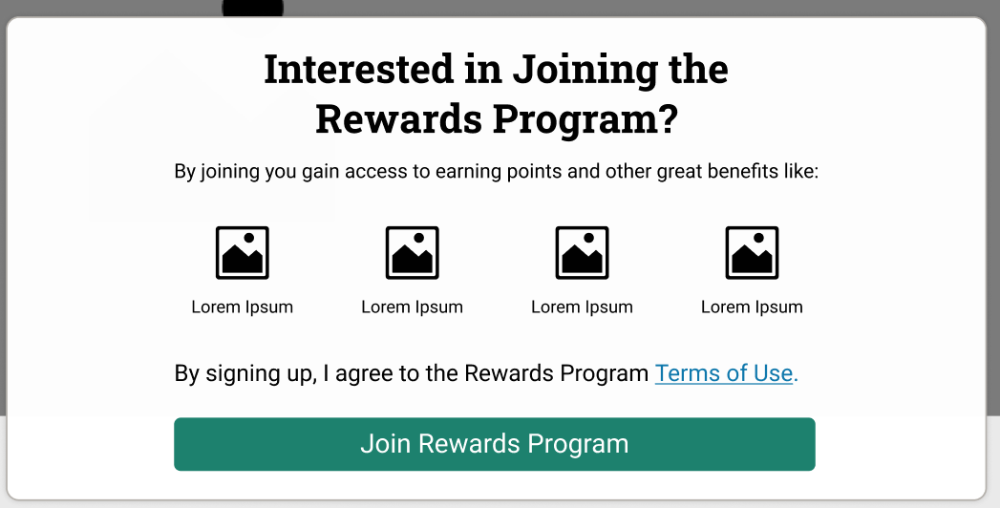 Interested in Joining the
Rewards Program?
By joining you gain access to earning points and other great benefits like:
Lorem Ipsum
Lorem Ipsum
Lorem Ipsum
Lorem Ipsum
By signing up, I agree to the Rewards Program Terms of Use.
Join Rewards Program